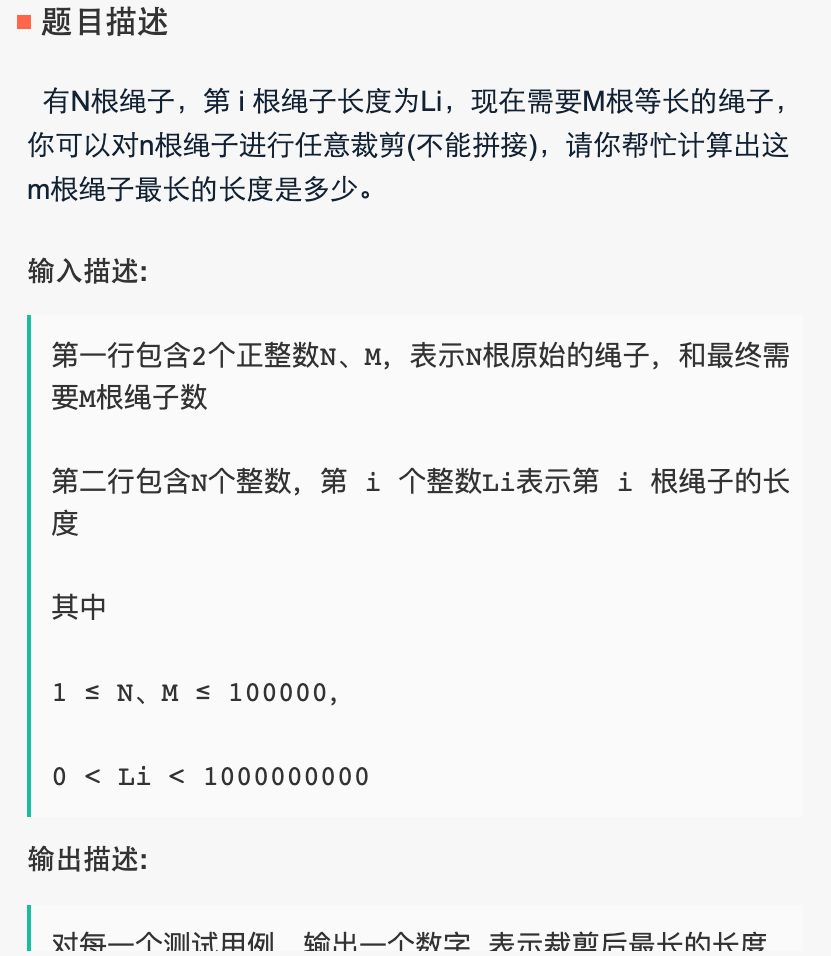 题目描述
有N根绳子，第 i 根绳子长度为Li，现在需要M根等长的绳子，
你可以对n根绳子进行任意裁剪(不能拼接)，请你帮忙计算出这
m根绳子最长的长度是多少。
输入描述:
第一行包含2个正整数N、M，表示N根原始的绳子，和最终需
要M根绳子数
第二行包含N个整数，第 i 个整数Li表示第 i 根绳子的长
度
其中
1 ≤ N、M ≤ 100000,
0 < Li < 1000000000
输出描述:
对每一个测试用例，输出一个数字 表示裁剪后最长的长度